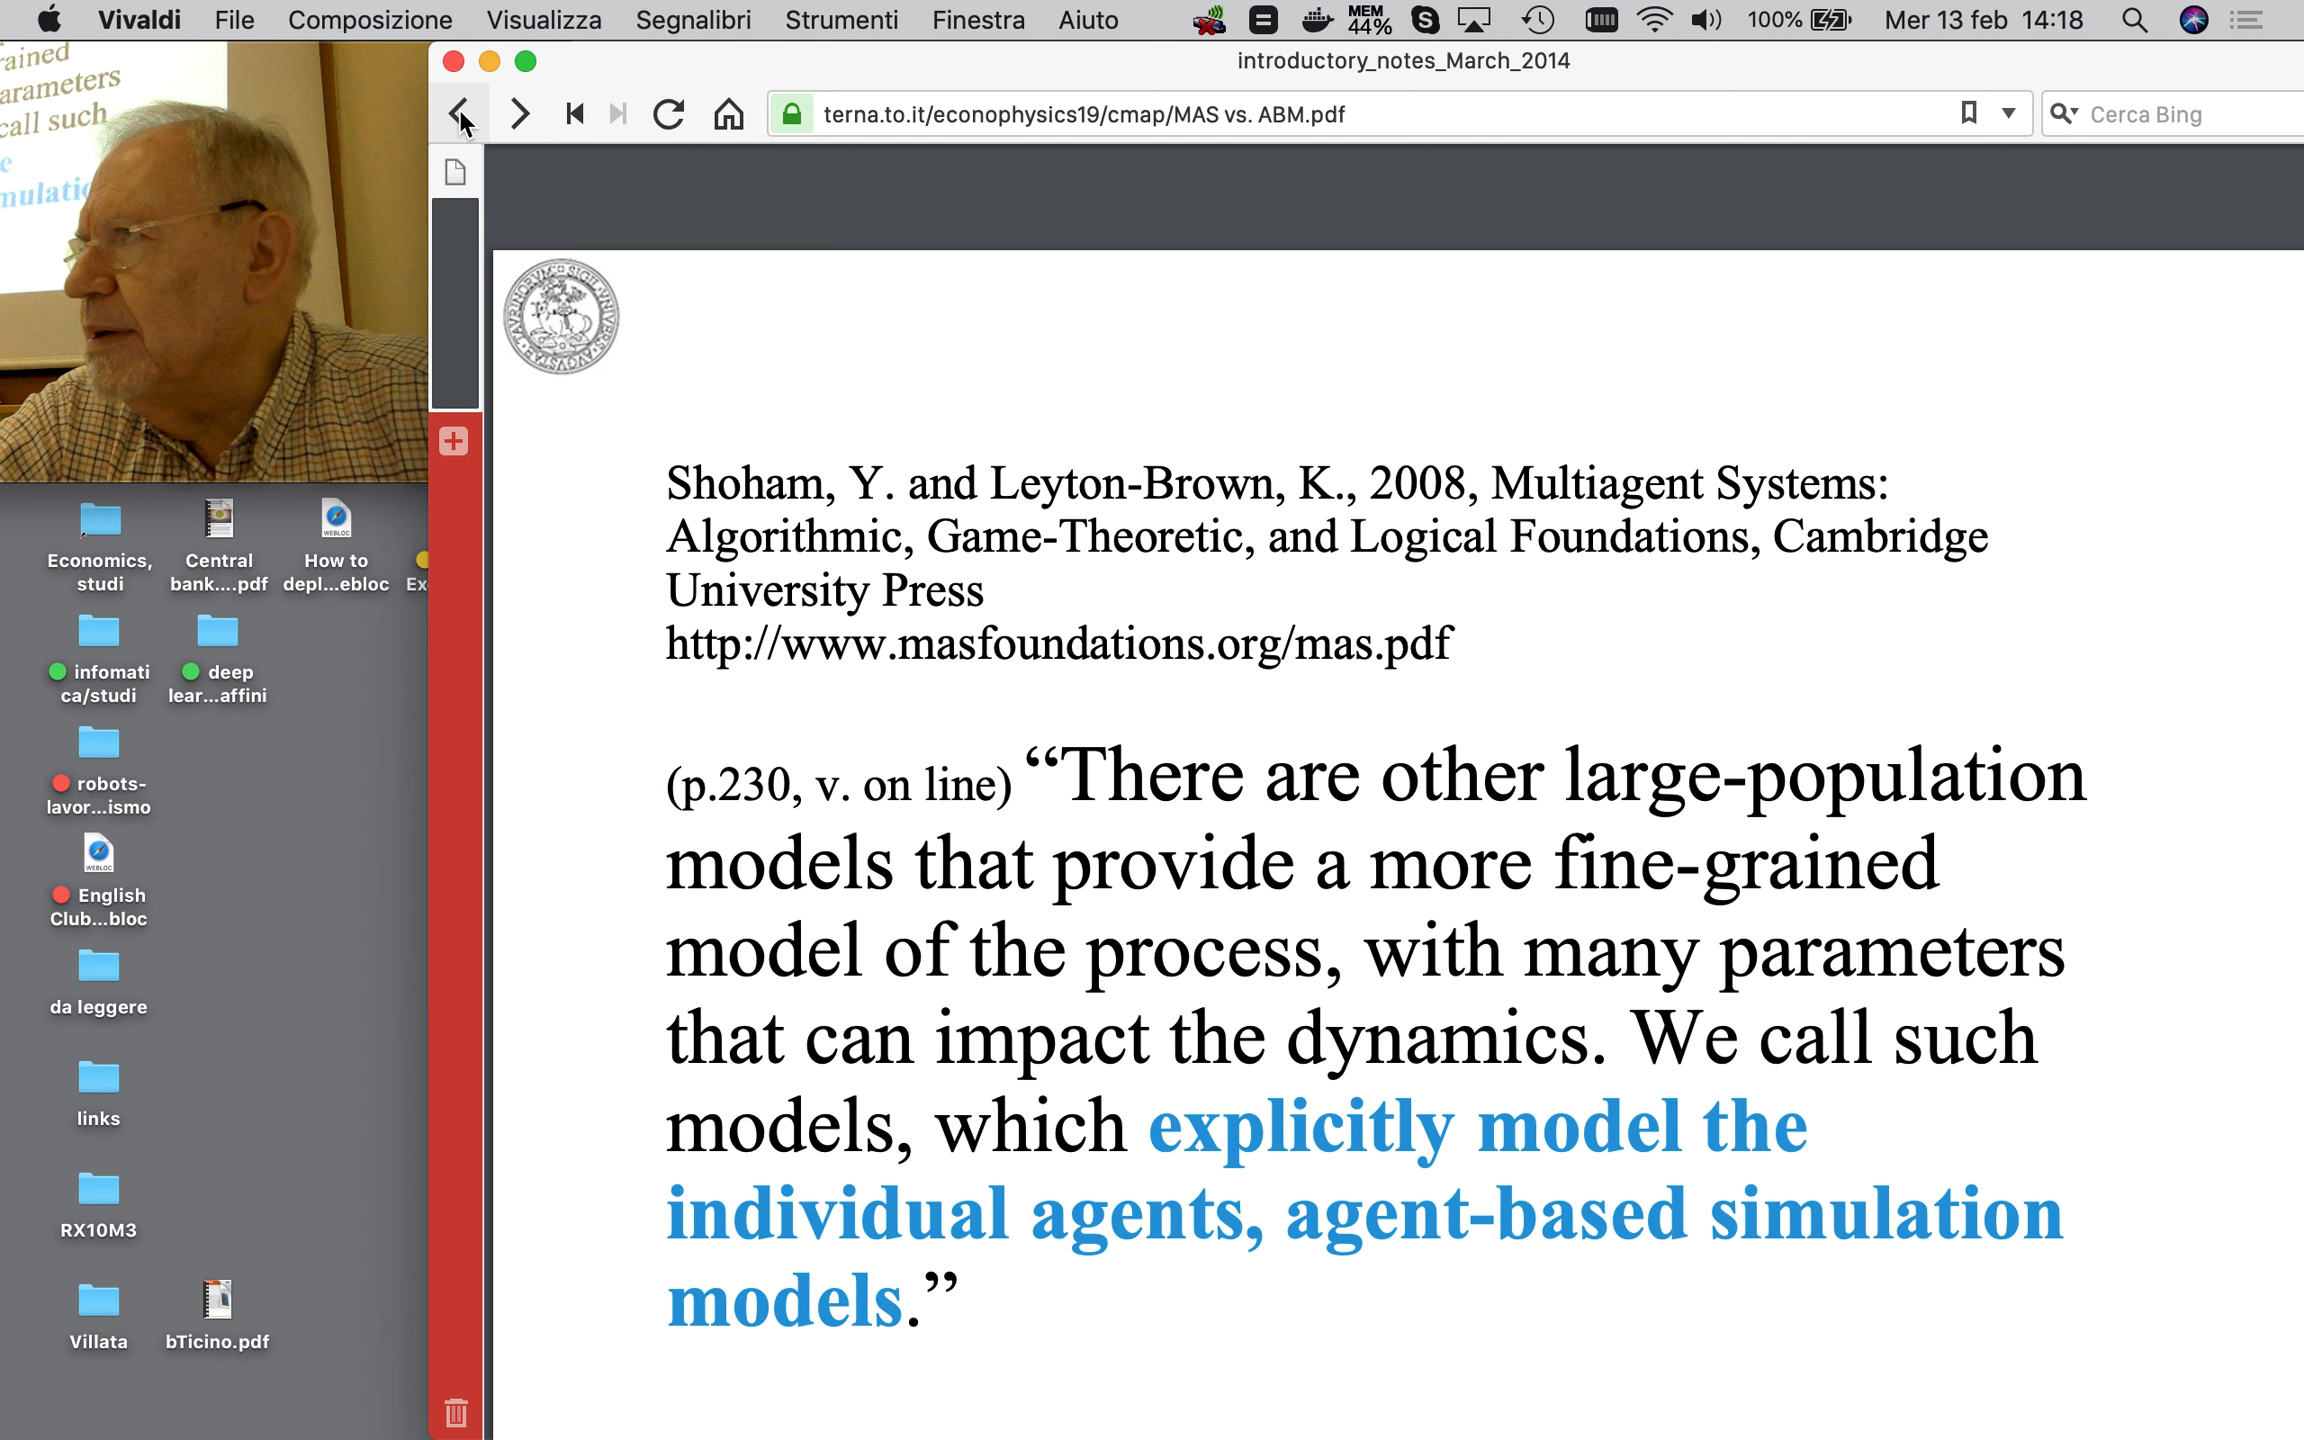 Vivaldi File Composizione Visualizza Segnalibri Strumenti Finestra Aiuto MEM 44% 100% Mer 13 feb 14:18
introductory_notes_March_2014
terna.to.it/econophysics19/cmap/MAS vs. ABM.pdf
Cerca Bing
rained
arameters
call such
e
mulatio
Shoham, Y. and Leyton-Brown, K., 2008, Multiagent Systems:
Algorithmic, Game-Theoretic, and Logical Foundations, Cambridge
University Press
http://www.masfoundations.org/mas.pdf
(p.230, v. on line) “There are other large-population
models that provide a more fine-grained
model of the process, with many parameters
that can impact the dynamics. We call such
models, which explicitly model the
individual agents, agent-based simulation
models.”
Economics,
studi
Central
bank....pdf
WEBLOC
How to
depl...ebloc
Ex
infomati
ca/studi
deep
lear...affini
robots-
lavor...ismo
WEBLOC
English
Club...bloc
da leggere
links
RX10M3
Villata
bTicino.pdf